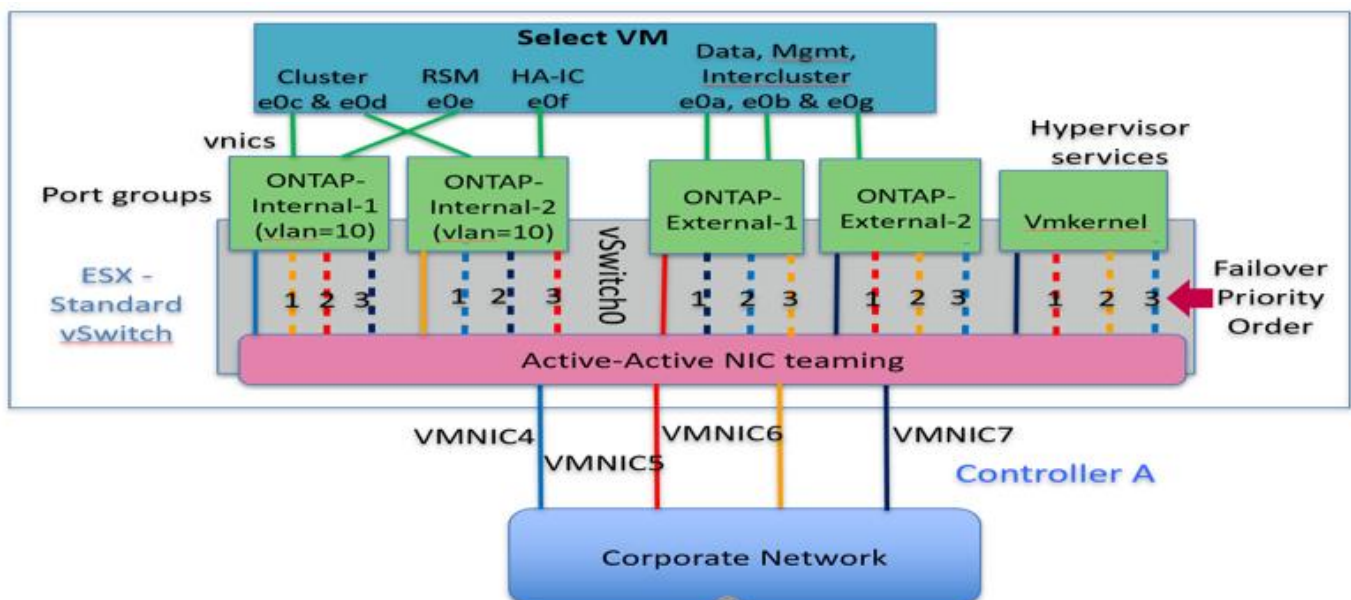 Select VM
Cluster
e0c & e0d
RSM
e0e
HA-IC
e0f
Data, Mgmt,
Intercluster
e0a, e0b & e0g
vnics
Hypervisor
services
Port groups
ONTAP-
Internal-1
(vlan=10)
ONTAP-
Internal-2
(vlan=10)
ONTAP-
External-1
ONTAP-
External-2
Vmkernel
ESX -
Standard
vSwitch
1 2 3
1 2 3
vSwitch0
1 2 3
1 2 3
1 2 3
Failover
Priority
Order
Active-Active NIC teaming
VMNIC4
VMNIC5
VMNIC6
VMNIC7
Controller A
Corporate Network